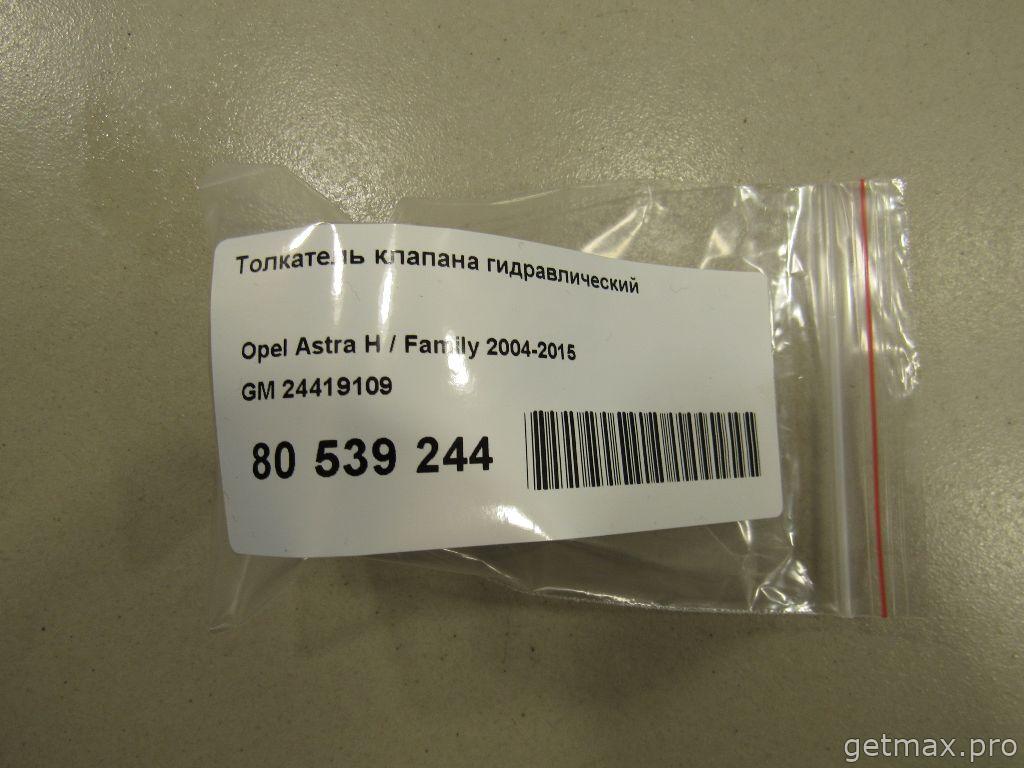 Толкатель клапана гидравлический
Opel Astra H / Family 2004-2015
GM 24419109
80 539 244
getmax.pro